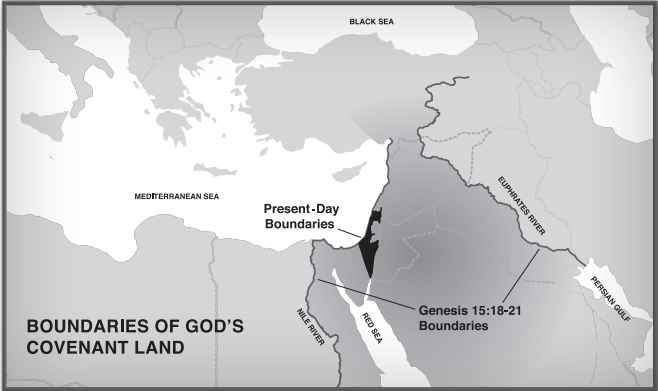 BLACK SEA
MEDITERRANEAN SEA
Present-Day
Boundaries
EUPHRATES RIVER
PERSIAN GULF
Genesis 15:18-21
Boundaries
NILE RIVER
RED SEA
BOUNDARIES OF GOD'S
COVENANT LAND